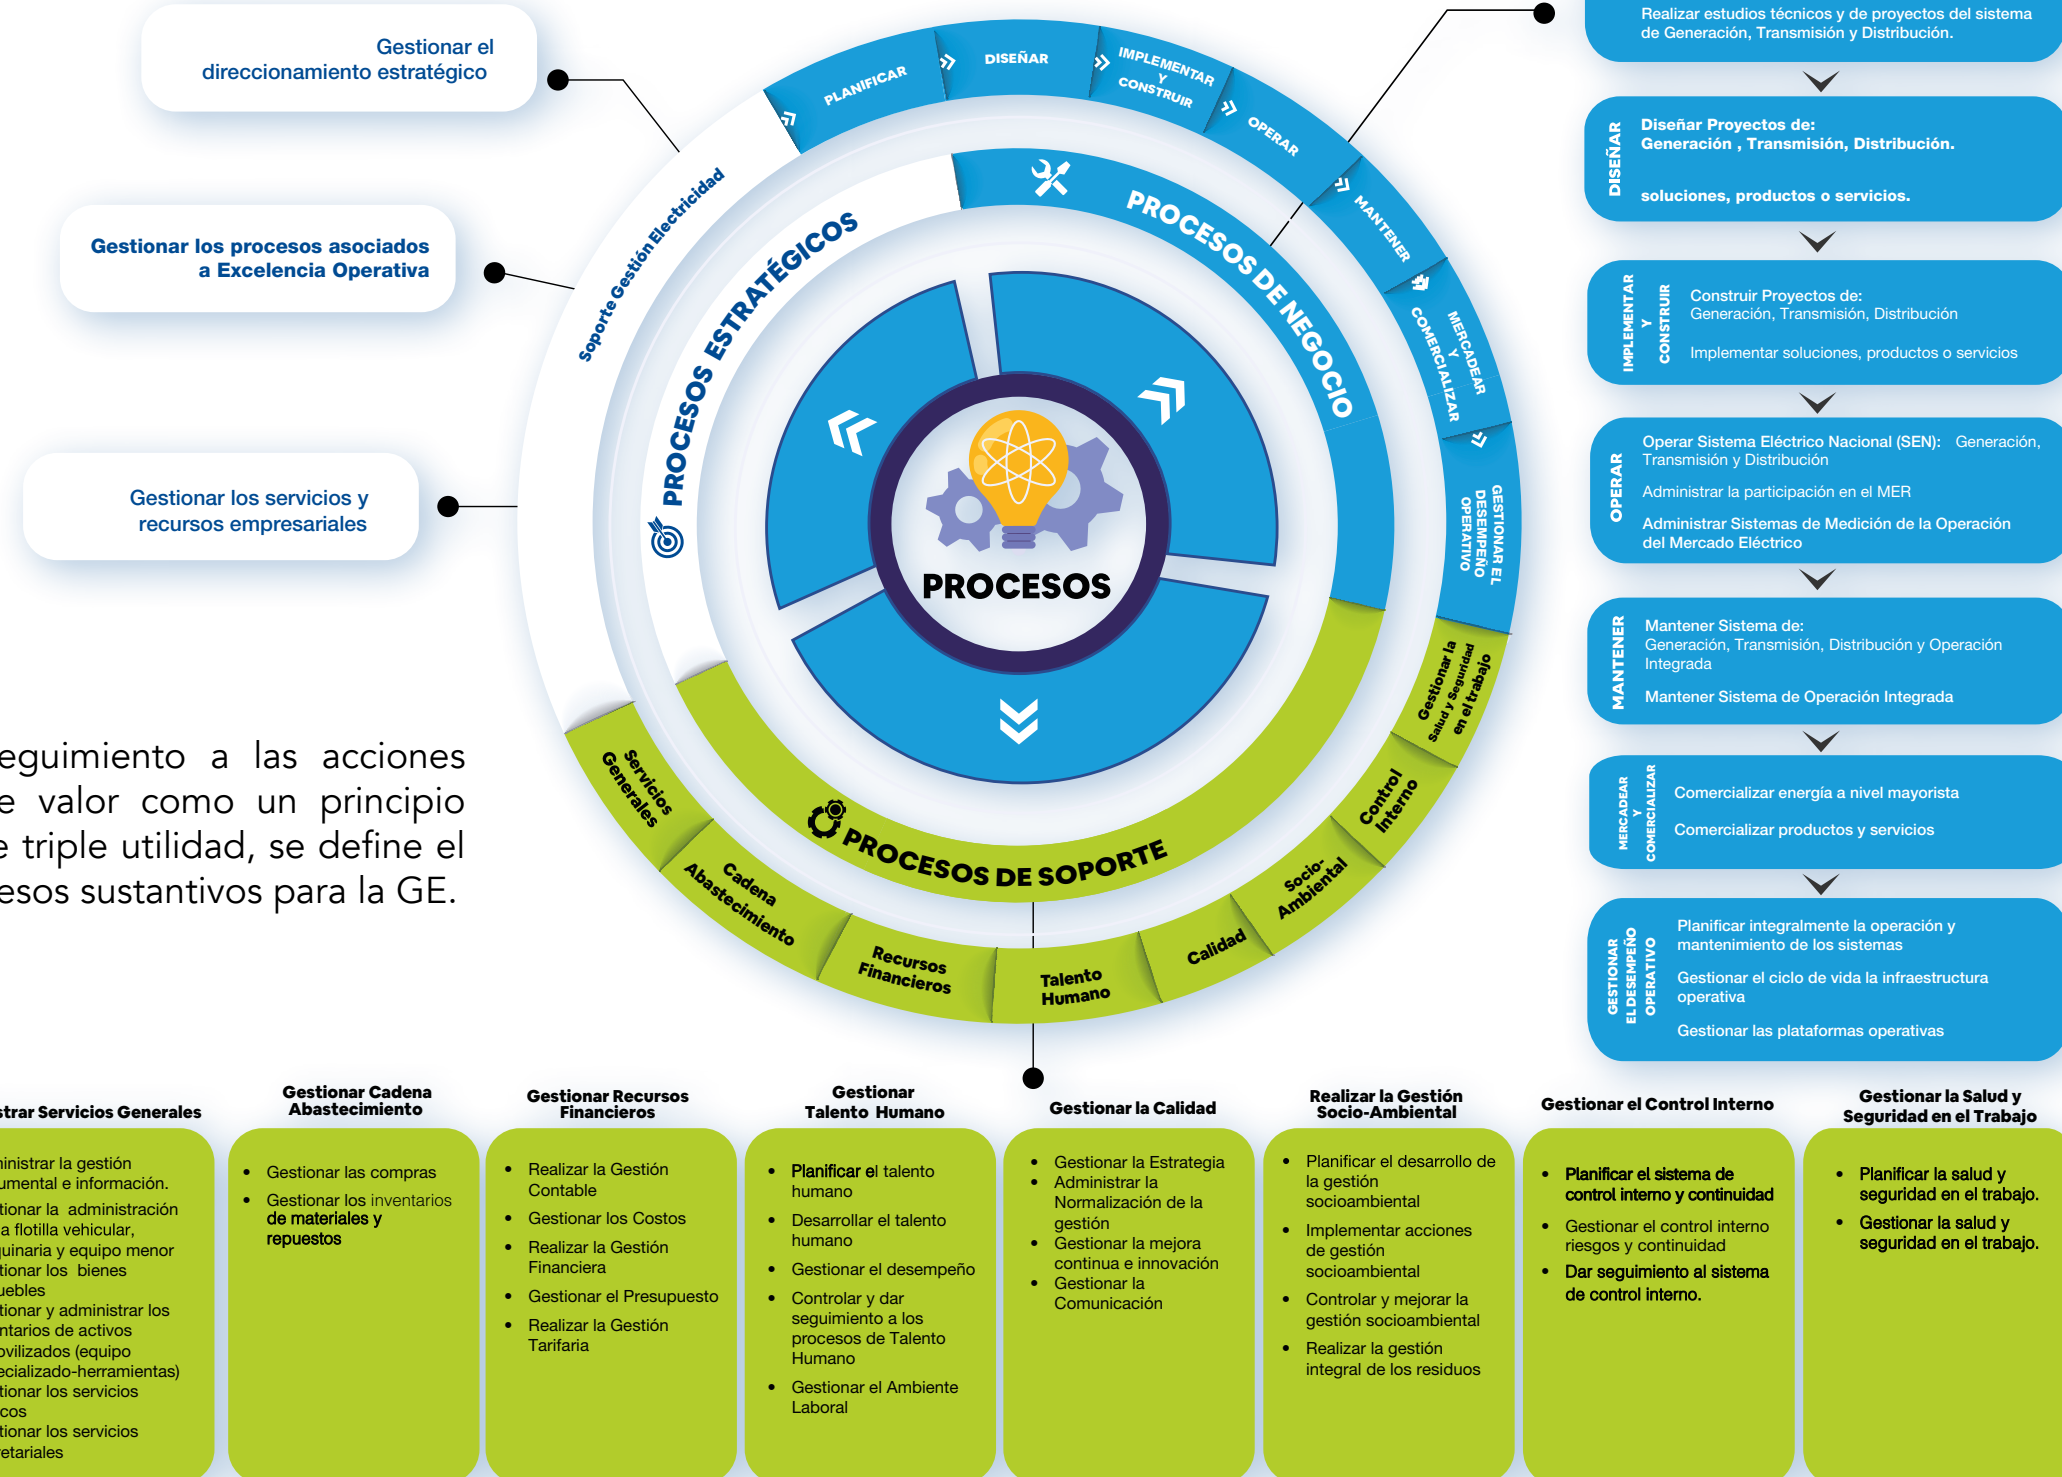 Gestionar el
direccionamiento estratégico
Gestionar los procesos asociados
a Excelencia Operativa
Gestionar los servicios y
recursos empresariales
a las acciones
valor como un principio
triple utilidad, se define el
sustantivos para la GE.
Soporte Gestión Electricidad
PROCESOS ESTRATÉGICOS
PLANIFICAR
DISEÑAR
IMPLEMENTAR
Y
CONSTRUIR
OPERAR
MANTENER
MERCADEAR
Y
COMERCIALIZAR
GESTIONAR EL
DESEMPEÑO
OPERATIVO
PROCESOS DE NEGOCIO
PROCESOS
PROCESOS DE SOPORTE
Servicios
Generales
Cadena
Abastecimiento
Recursos
Financieros
Talento
Humano
Calidad
Socio-
Ambiental
Control
Interno
Gestionar la
Salud y Seguridad
en el trabajo
Realizar estudios técnicos y de proyectos del sistema
de Generación, Transmisión y Distribución.
DISEÑAR
Diseñar Proyectos de:
Generación , Transmisión, Distribución.
soluciones, productos o servicios.
IMPLEMENTAR
Y
CONSTRUIR
Construir Proyectos de:
Generación, Transmisión, Distribución
Implementar soluciones, productos o servicios
OPERAR
Operar Sistema Eléctrico Nacional (SEN): Generación,
Transmisión y Distribución
Administrar la participación en el MER
Administrar Sistemas de Medición de la Operación
del Mercado Eléctrico
MANTENER
Mantener Sistema de:
Generación, Transmisión, Distribución y Operación
Integrada
Mantener Sistema de Operación Integrada
MERCADEAR
Y
COMERCIALIZAR
Comercializar energía a nivel mayorista
Comercializar productos y servicios
GESTIONAR
EL DESEMPEÑO
OPERATIVO
Planificar integralmente la operación y
mantenimiento de los sistemas
Gestionar el ciclo de vida la infraestructura
operativa
Gestionar las plataformas operativas
Servicios Generales
la gestión
e información.
la administración
flotilla vehicular,
y equipo menor
los bienes
y administrar los
de activos
(equipo
los servicios
los servicios
Gestionar Cadena
Abastecimiento
• Gestionar las compras
• Gestionar los inventarios
de materiales y
repuestos
Gestionar Recursos
Financieros
• Realizar la Gestión
Contable
• Gestionar los Costos
• Realizar la Gestión
Financiera
• Gestionar el Presupuesto
• Realizar la Gestión
Tarifaria
Gestionar
Talento Humano
• Planificar el talento
humano
• Desarrollar el talento
humano
• Gestionar el desempeño
• Controlar y dar
seguimiento a los
procesos de Talento
Humano
• Gestionar el Ambiente
Laboral
Gestionar la Calidad
• Gestionar la Estrategia
• Administrar la
Normalización de la
gestión
• Gestionar la mejora
continua e innovación
• Gestionar la
Comunicación
Realizar la Gestión
Socio-Ambiental
• Planificar el desarrollo de
la gestión
socioambiental
• Implementar acciones
de gestión
socioambiental
• Controlar y mejorar la
gestión socioambiental
• Realizar la gestión
integral de los residuos
Gestionar el Control Interno
• Planificar el sistema de
control interno y continuidad
• Gestionar el control interno
riesgos y continuidad
• Dar seguimiento al sistema
de control interno.
Gestionar la Salud y
Seguridad en el Trabajo
• Planificar la salud y
seguridad en el trabajo.
• Gestionar la salud y
seguridad en el trabajo.